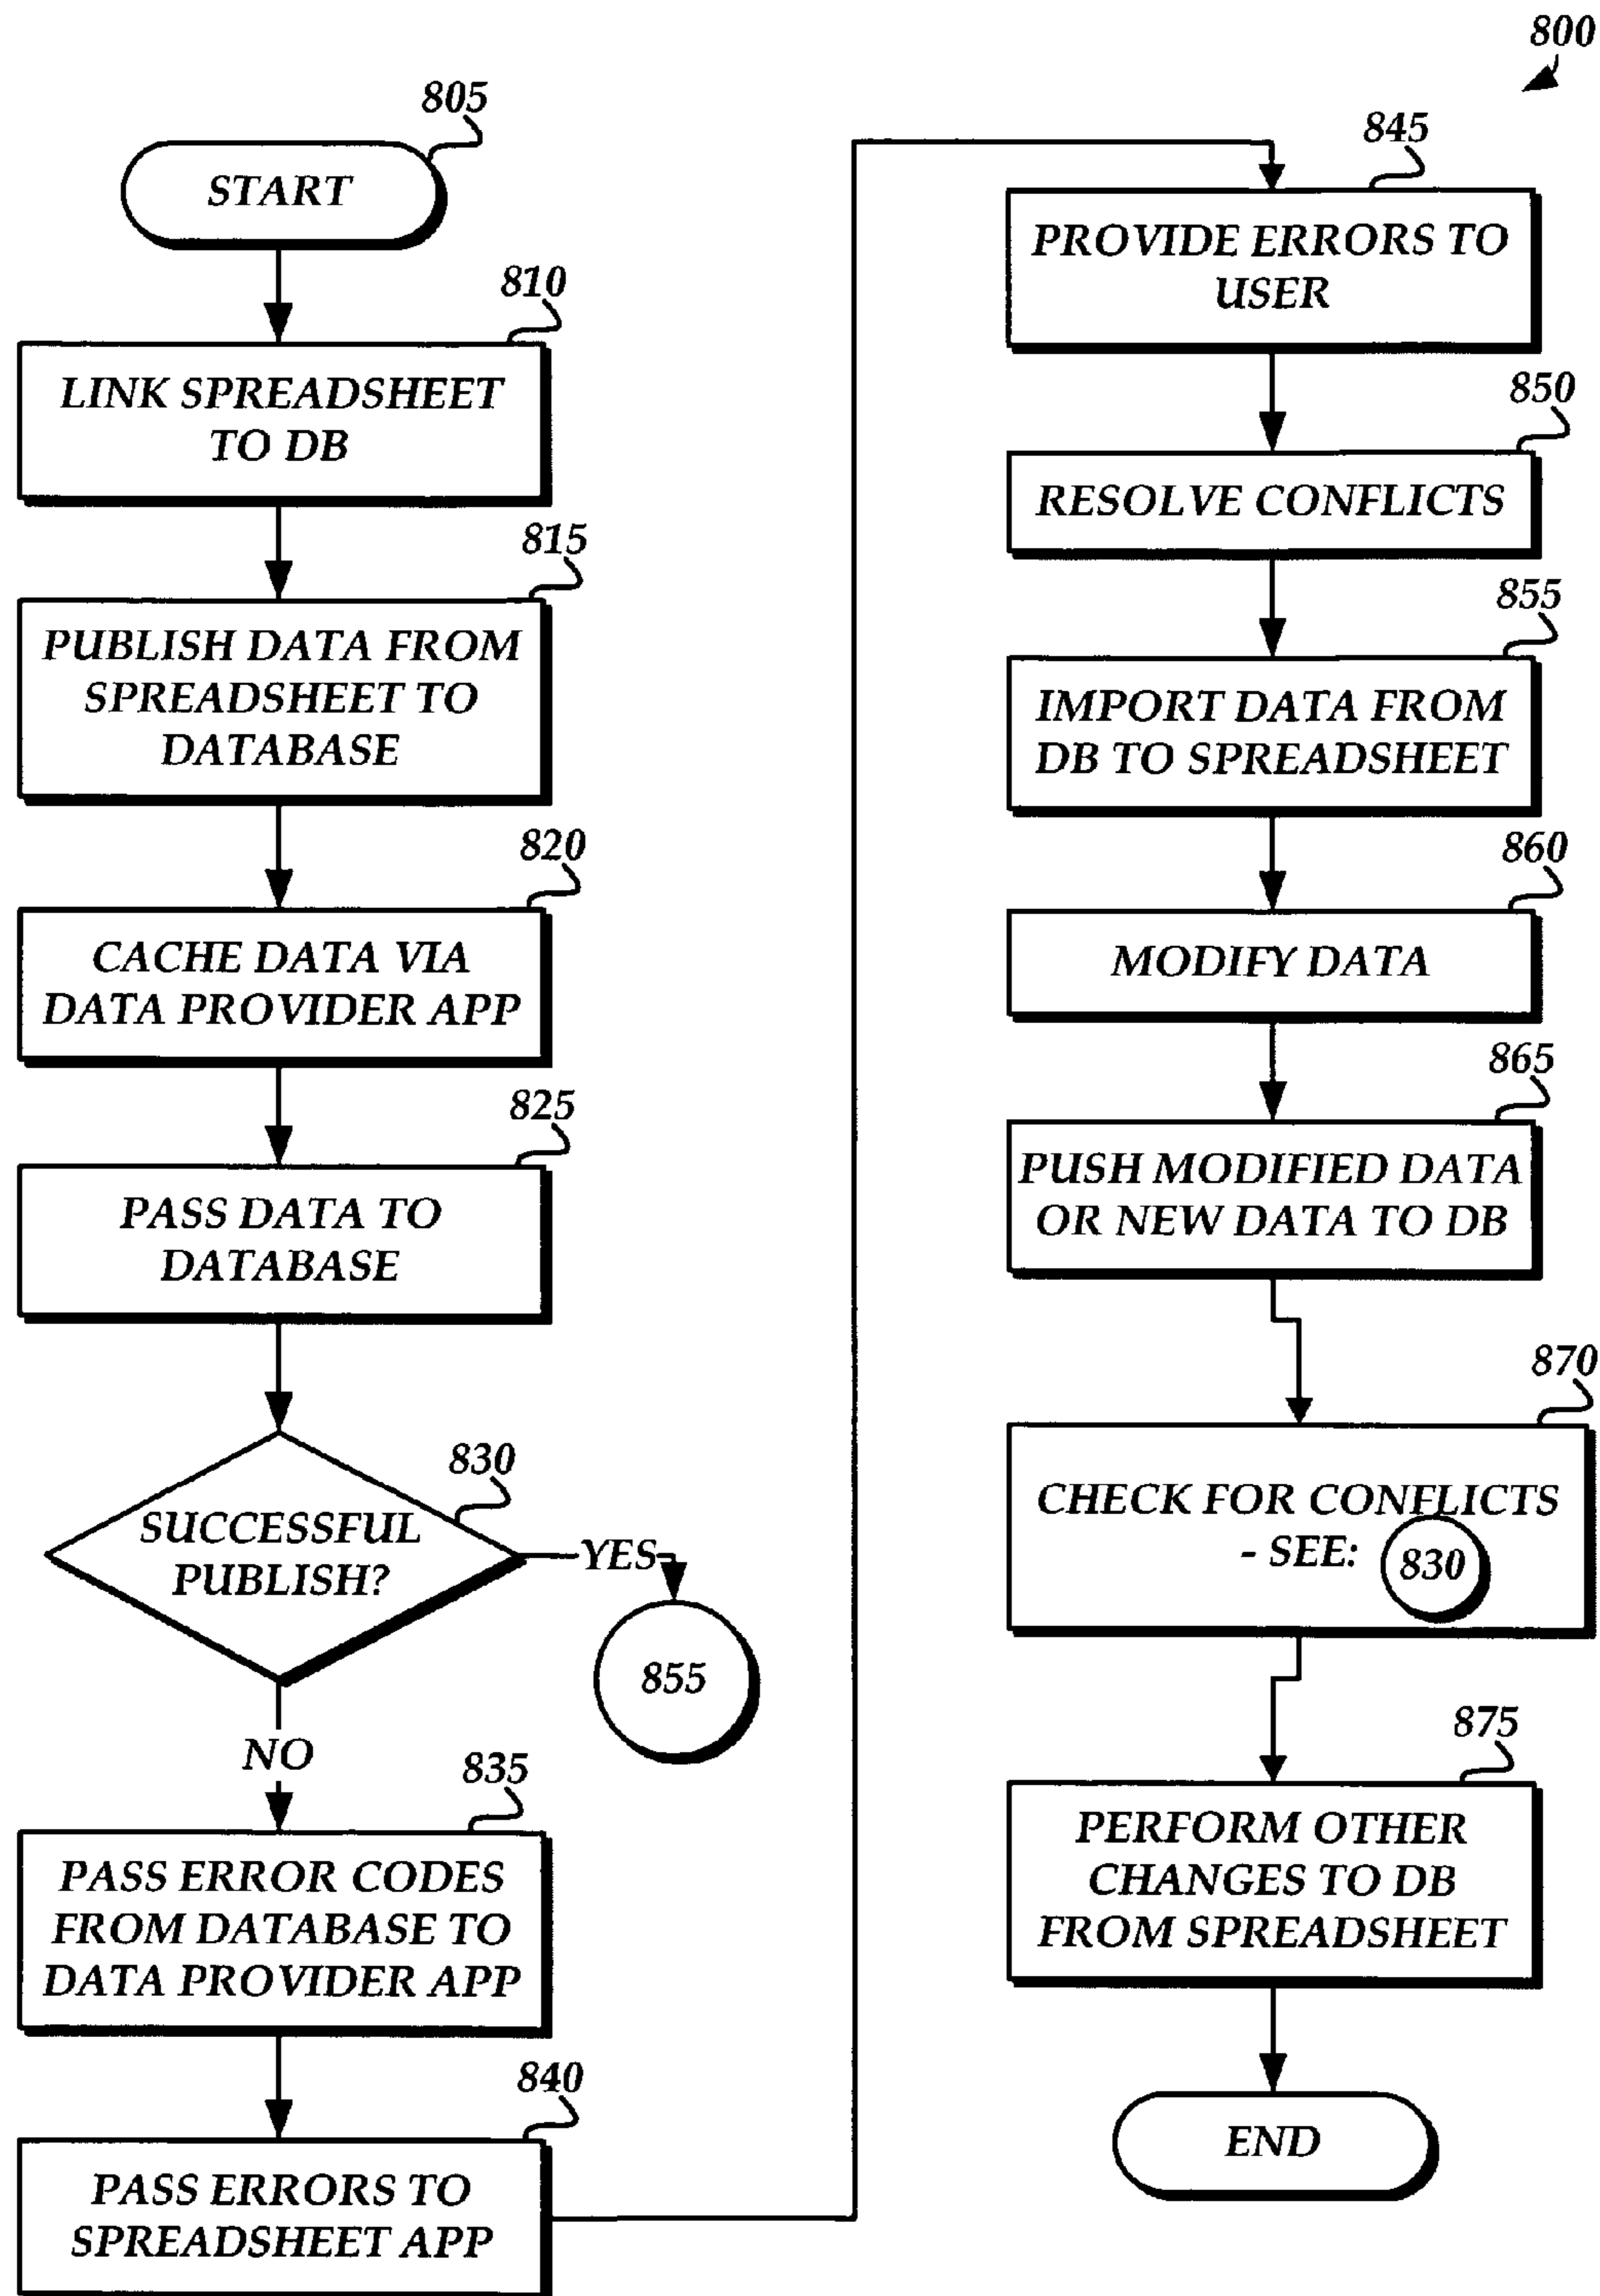 800
805
START
810
LINK SPREADSHEET
TO DB
815
PUBLISH DATA FROM
SPREADSHEET TO
DATABASE
820
CACHE DATA VIA
DATA PROVIDER APP
825
PASS DATA TO
DATABASE
830
SUCCESSFUL
PUBLISH?
YES
855
NO
835
PASS ERROR CODES
FROM DATABASE TO
DATA PROVIDER APP
840
PASS ERRORS TO
SPREADSHEET APP
845
PROVIDE ERRORS TO
USER
850
RESOLVE CONFLICTS
855
IMPORT DATA FROM
DB TO SPREADSHEET
860
MODIFY DATA
865
PUSH MODIFIED DATA
OR NEW DATA TO DB
870
CHECK FOR CONFLICTS
- SEE: 830
875
PERFORM OTHER
CHANGES TO DB
FROM SPREADSHEET
END